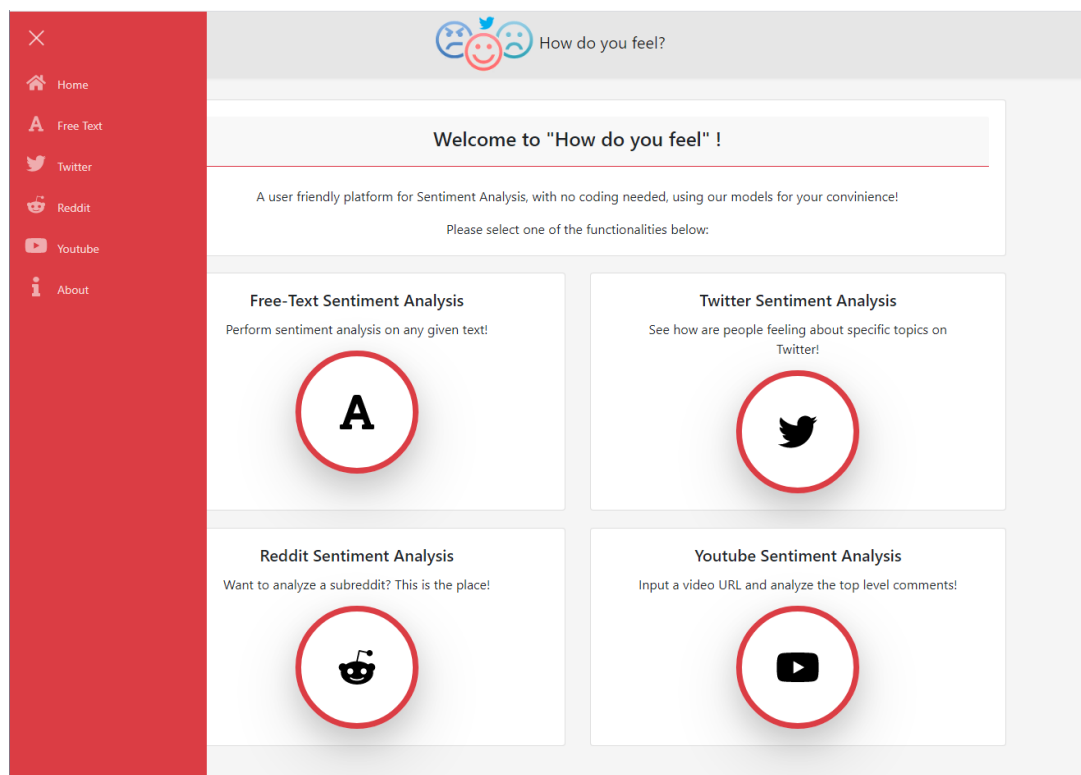 How do you feel?
Home
Free Text
Twitter
Reddit
Youtube
About
Welcome to "How do you feel" !
A user friendly platform for Sentiment Analysis, with no coding needed, using our models for your convinience!
Please select one of the functionalities below:
Free-Text Sentiment Analysis
Perform sentiment analysis on any given text!
A
Twitter Sentiment Analysis
See how are people feeling about specific topics on
Twitter!
Reddit Sentiment Analysis
Want to analyze a subreddit? This is the place!
Youtube Sentiment Analysis
Input a video URL and analyze the top level comments!